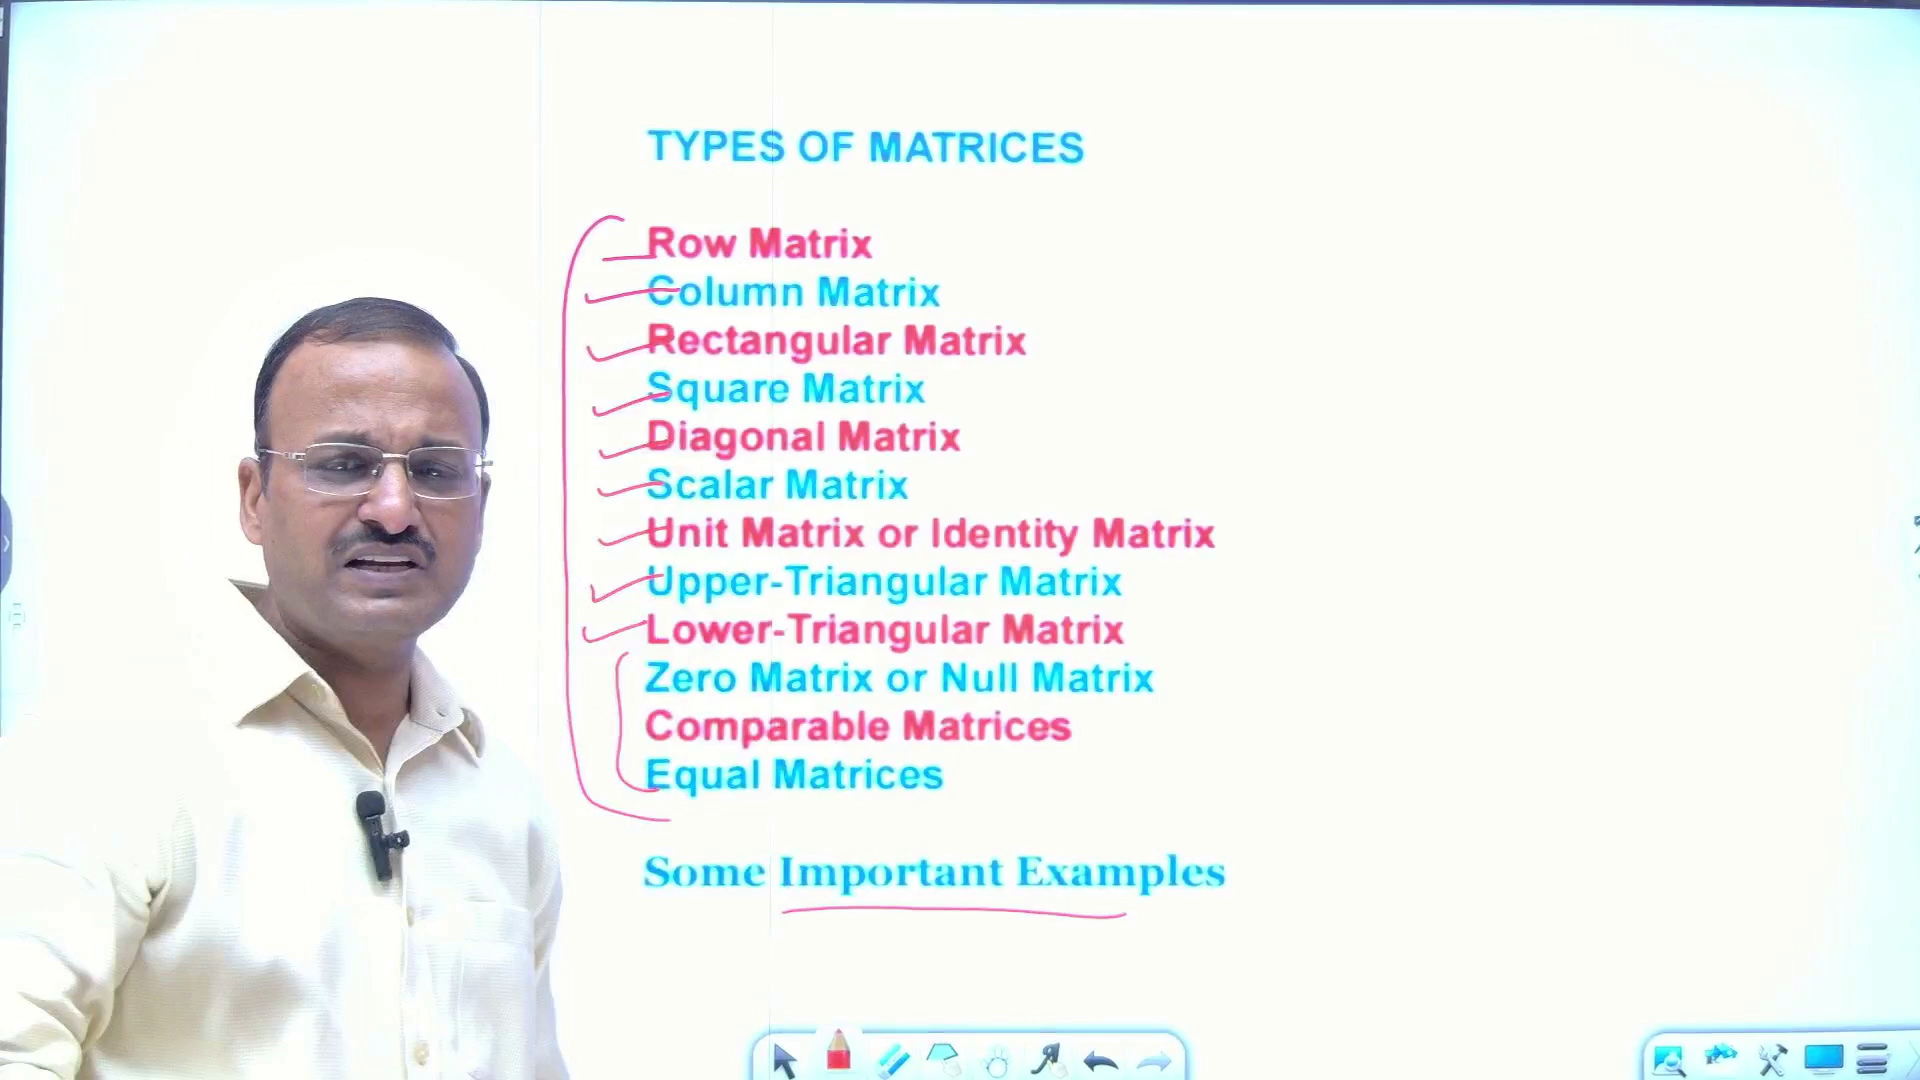 TYPES OF MATRICES
Row Matrix
Column Matrix
Rectangular Matrix
Square Matrix
Diagonal Matrix
Scalar Matrix
Unit Matrix or Identity Matrix
Upper-Triangular Matrix
Lower-Triangular Matrix
Zero Matrix or Null Matrix
Comparable Matrices
Equal Matrices
Some Important Examples